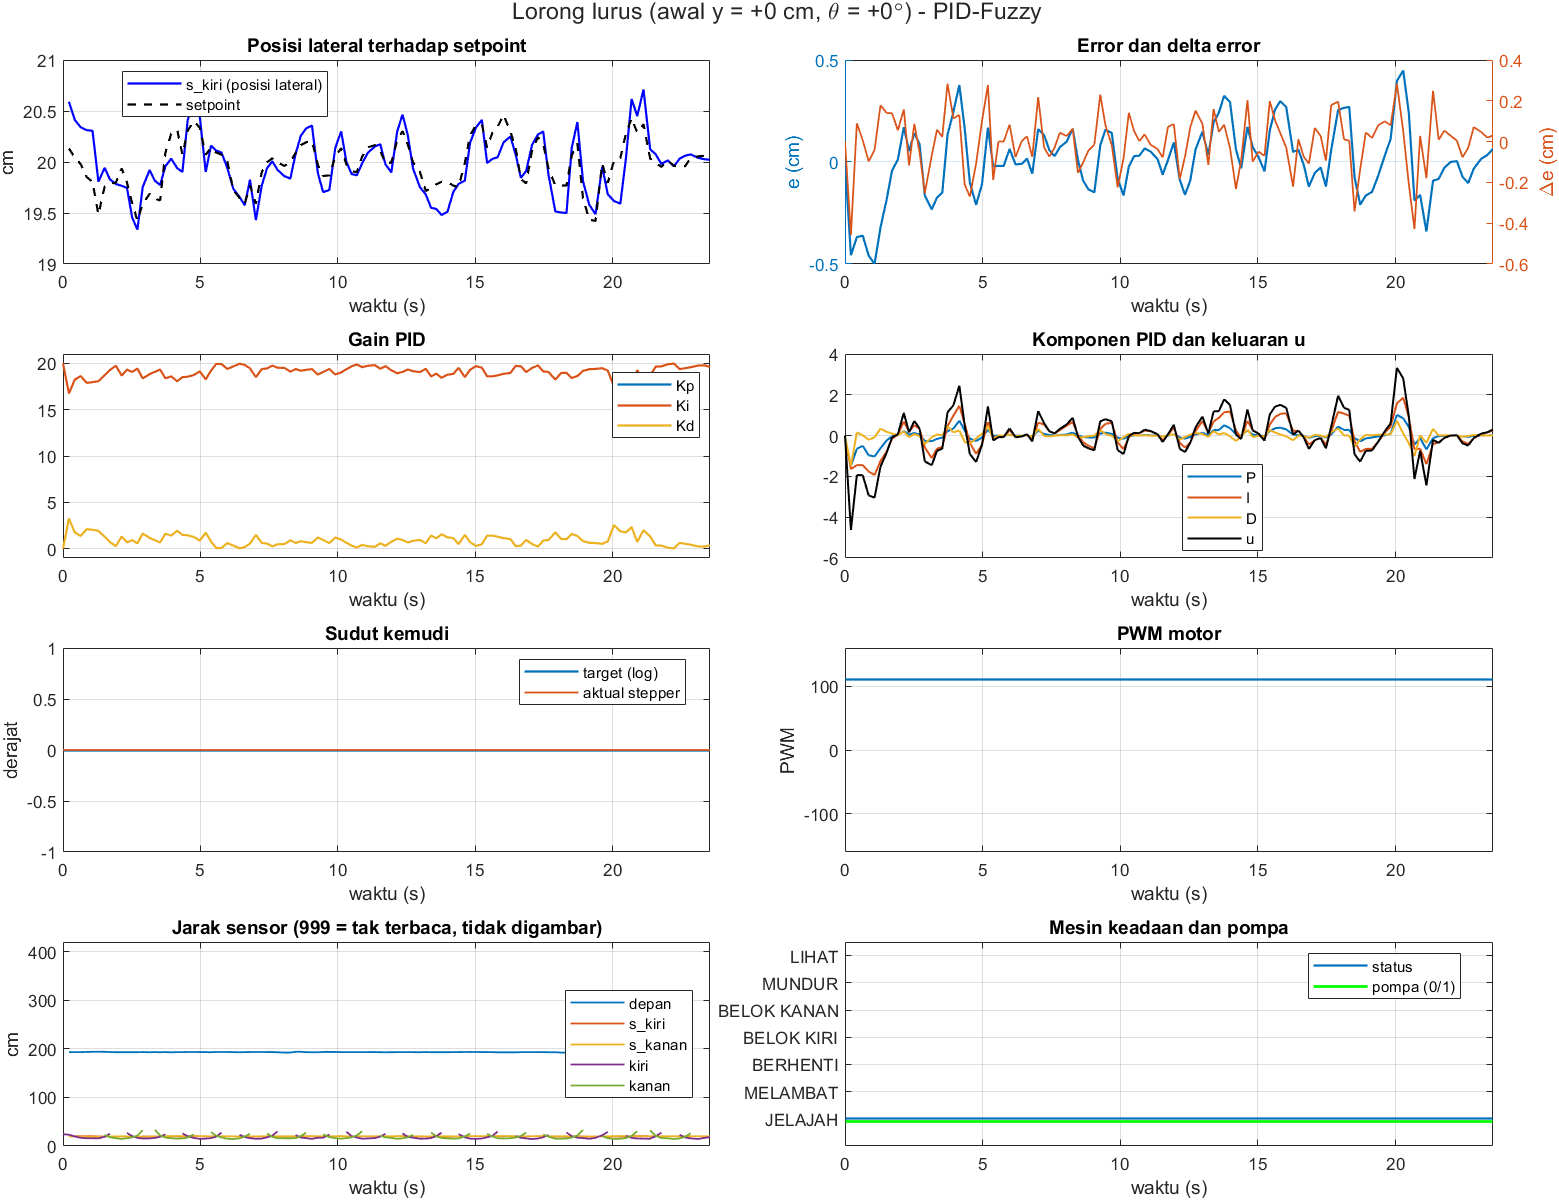 Lorong lurus (awal y = +0 cm, θ = +0°) - PID-Fuzzy
Posisi lateral terhadap setpoint
21
20.5
20
19.5
19
cm
s_kiri (posisi lateral)
setpoint
0 5 10 15 20
waktu (s)
Error dan delta error
0.5
0
-0.5
e (cm)
0.4
0.2
0
-0.2
-0.4
-0.6
Δe (cm)
0 5 10 15 20
waktu (s)
Gain PID
20
15
10
5
0
Kp
Ki
Kd
0 5 10 15 20
waktu (s)
Komponen PID dan keluaran u
4
2
0
-2
-4
-6
P
I
D
u
0 5 10 15 20
waktu (s)
Sudut kemudi
1
0.5
0
-0.5
-1
derajat
target (log)
aktual stepper
0 5 10 15 20
waktu (s)
PWM motor
100
0
-100
PWM
0 5 10 15 20
waktu (s)
Jarak sensor (999 = tak terbaca, tidak digambar)
400
300
200
100
0
cm
depan
s_kiri
s_kanan
kiri
kanan
0 5 10 15 20
waktu (s)
Mesin keadaan dan pompa
LIHAT
MUNDUR
BELOK KANAN
BELOK KIRI
BERHENTI
MELAMBAT
JELAJAH
status
pompa (0/1)
0 5 10 15 20
waktu (s)